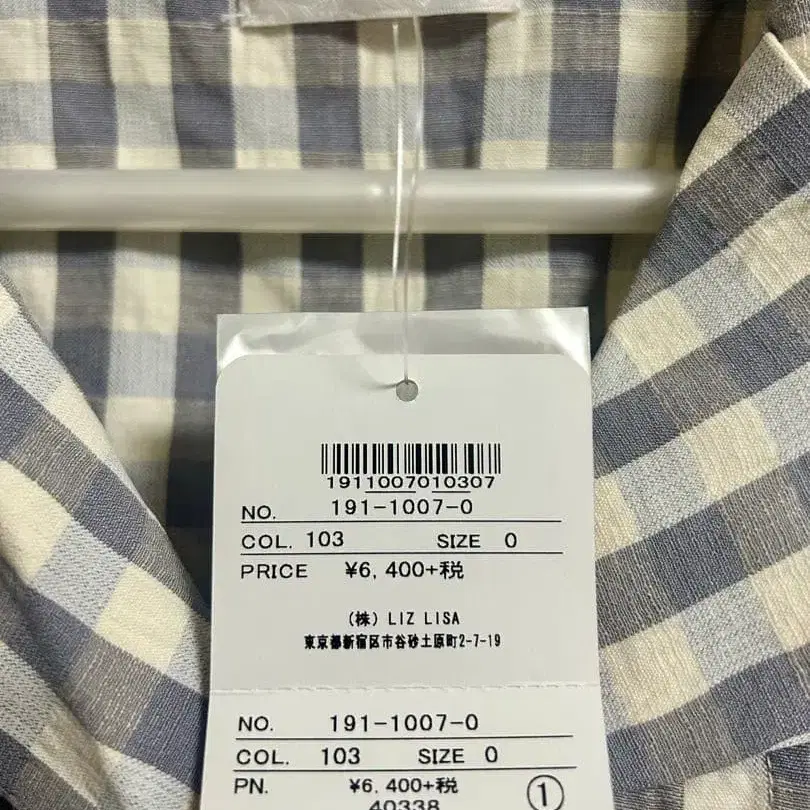 1911007010307
NO. 191-1007-0
COL. 103 SIZE 0
PRICE ¥6,400+税
(株) LIZ LISA
東京都新宿区市谷砂土原町2-7-19
NO. 191-1007-0
COL. 103 SIZE 0
PN. ¥6,400+税
40338 ①